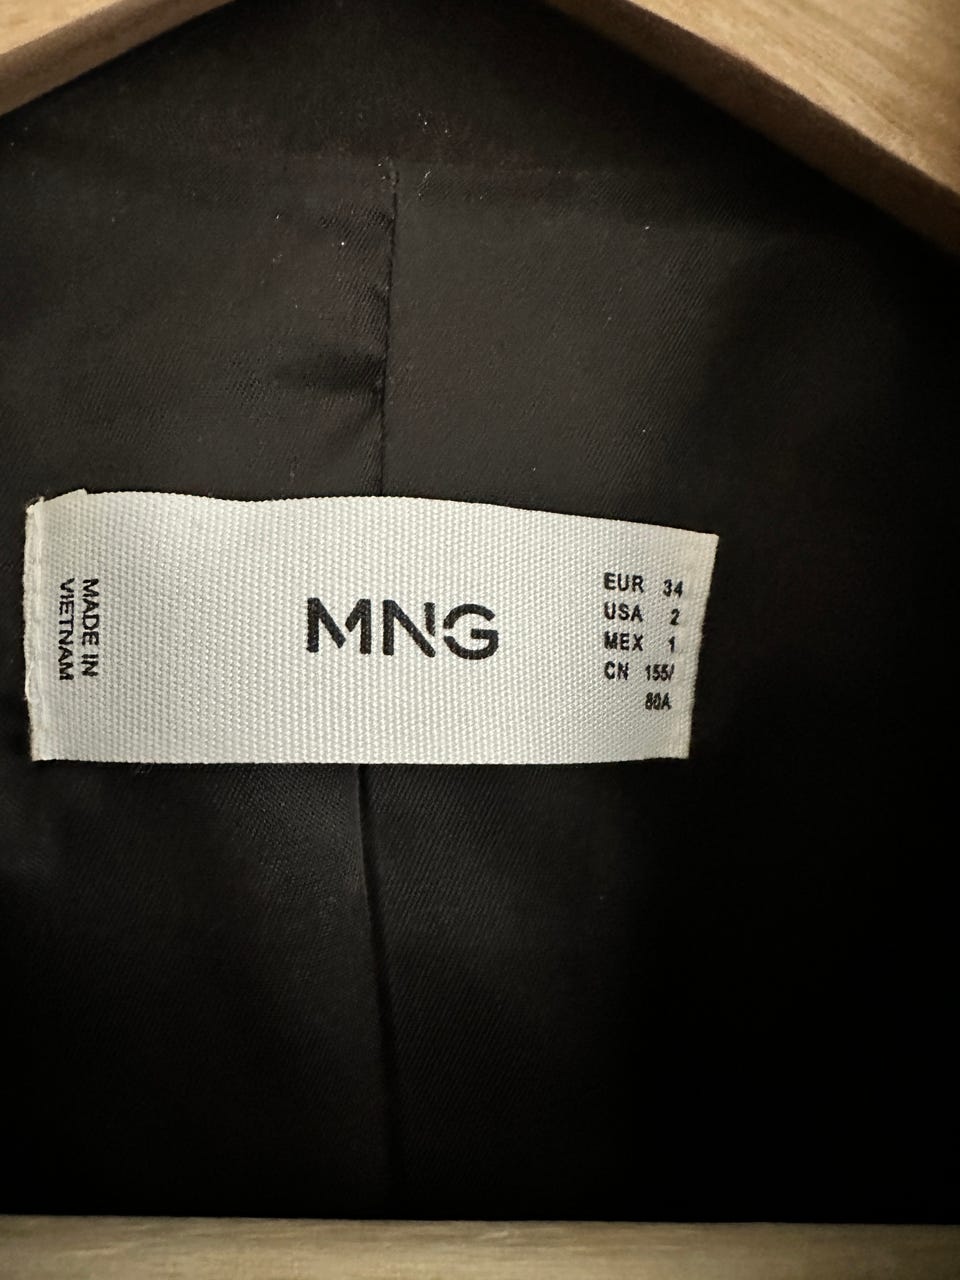 MADE IN
VIETNAM
MNG
EUR 34
USA 2
MEX 1
CN 155/
80A